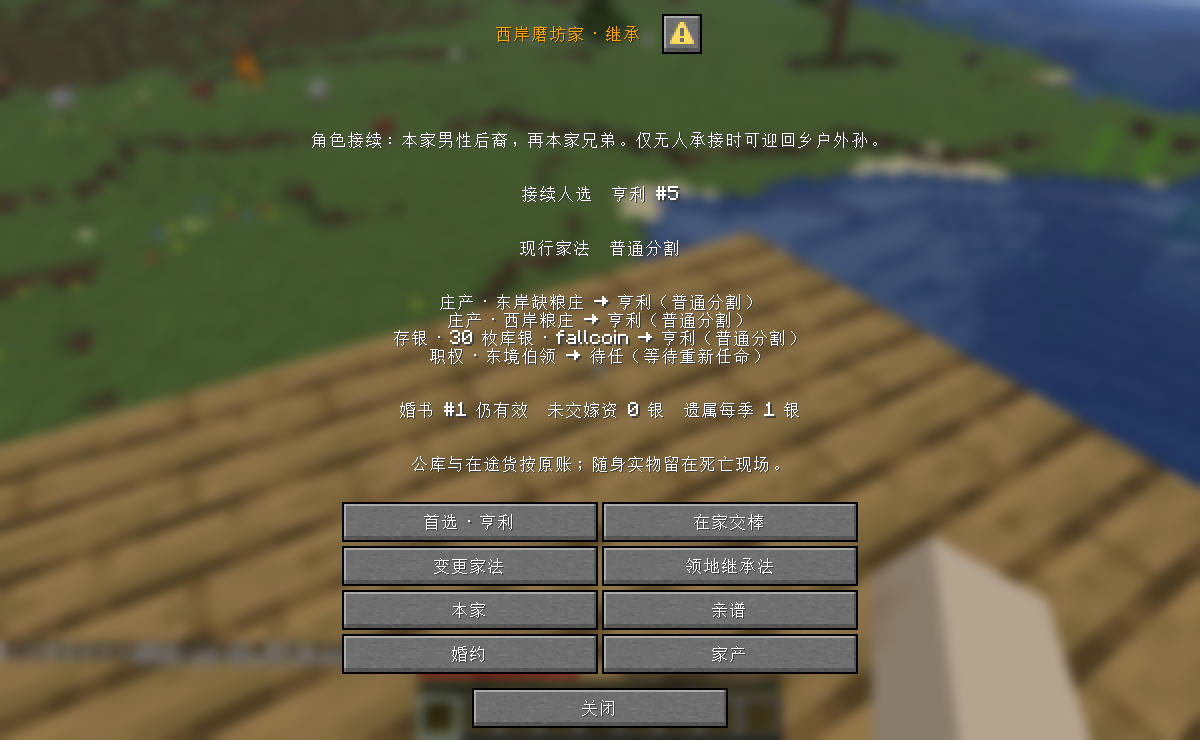 西岸磨坊家·继承
角色接续：本家男性后裔，再本家兄弟。仅无人承接时可迎回乡户外孙。
接续人选 亨利 #5
现行家法 普通分割
庄产·东岸缺粮庄 → 亨利（普通分割）
庄产·西岸粮庄 → 亨利（普通分割）
存银·30 枚库银·fallcoin → 亨利（普通分割）
职权·东境伯领 → 待任（等待重新任命）
婚书 #1 仍有效 未交嫁资 0 银 遗属每季 1 银
公库与在途货按原账；随身实物留在死亡现场。
首选·亨利
在家交棒
变更家法
领地继承法
本家
亲谱
婚约
家产
关闭